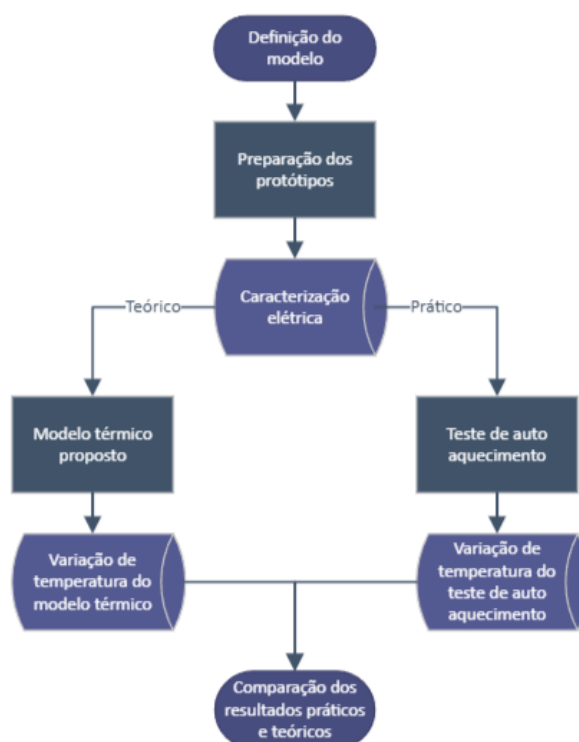 Definição do
modelo
Preparação dos
protótipos
Caracterização
elétrica
Teórico
Prático
Modelo térmico
proposto
Teste de auto
aquecimento
Variação de
temperatura do
modelo térmico
Variação de
temperatura do
teste de auto
aquecimento
Comparação dos
resultados práticos
e teóricos